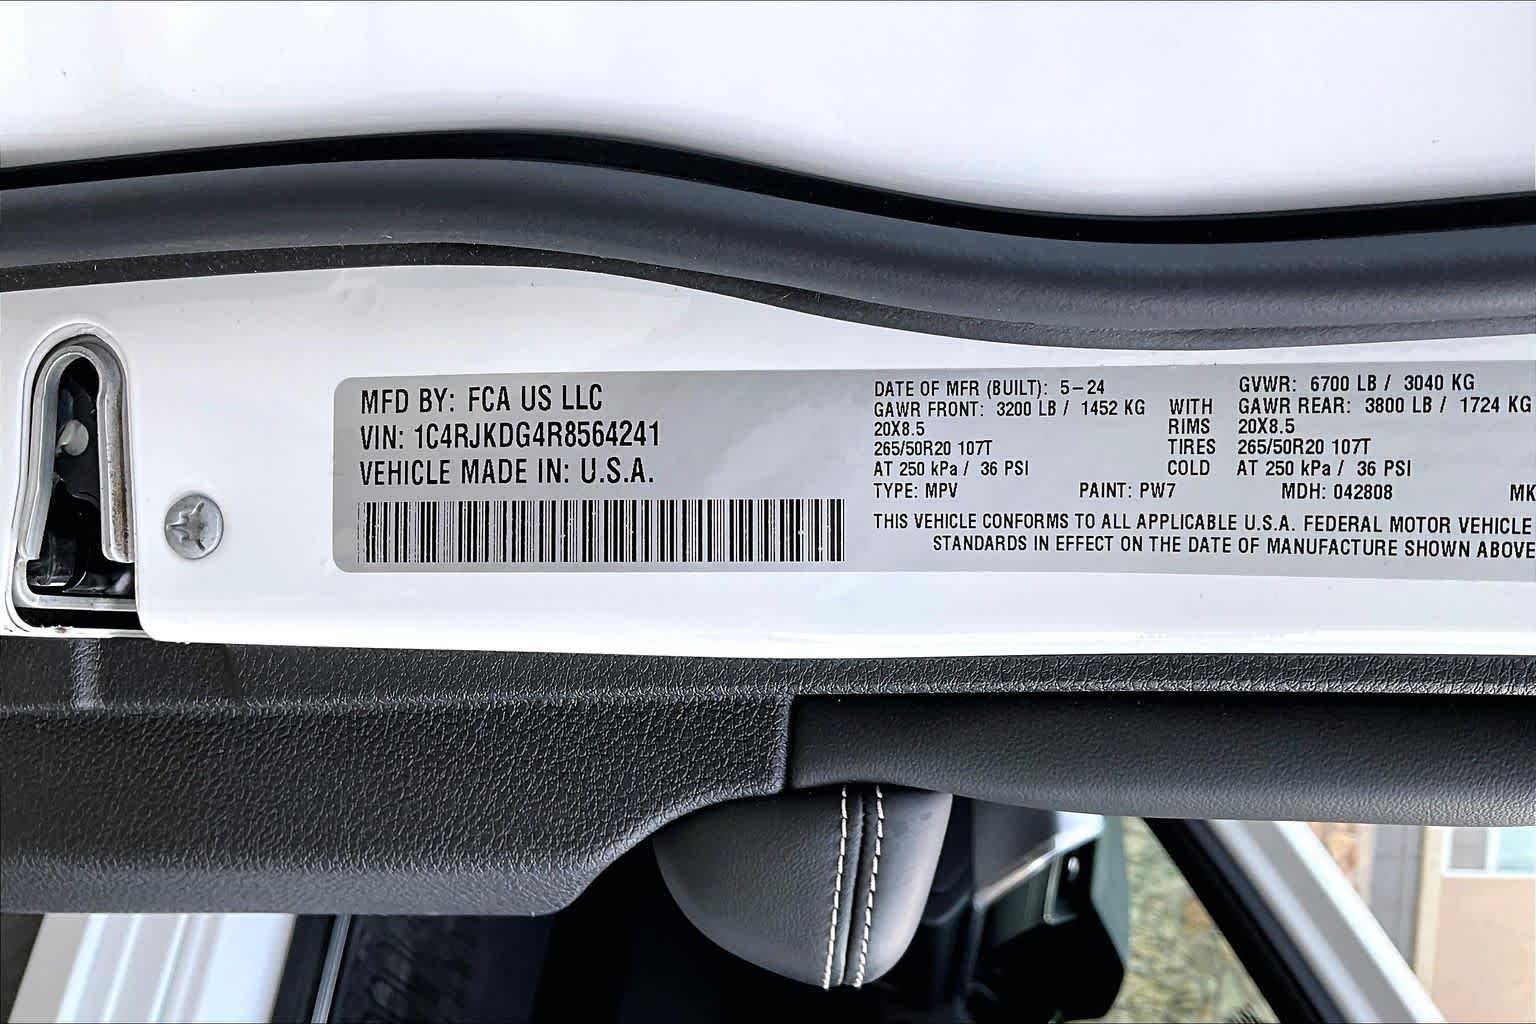 MFD BY: FCA US LLC
VIN: 1C4RJKDG4R8564241
VEHICLE MADE IN: U.S.A.
DATE OF MFR (BUILT): 5-24 GVWR: 6700 LB / 3040 KG
GAWR FRONT: 3200 LB / 1452 KG WITH GAWR REAR: 3800 LB / 1724 KG
20X8.5 RIMS 20X8.5
265/50R20 107T TIRES 265/50R20 107T
AT 250 kPa / 36 PSI COLD AT 250 kPa / 36 PSI
TYPE: MPV PAINT: PW7 MDH: 042808 MK
THIS VEHICLE CONFORMS TO ALL APPLICABLE U.S.A. FEDERAL MOTOR VEHICLE
STANDARDS IN EFFECT ON THE DATE OF MANUFACTURE SHOWN ABOVE